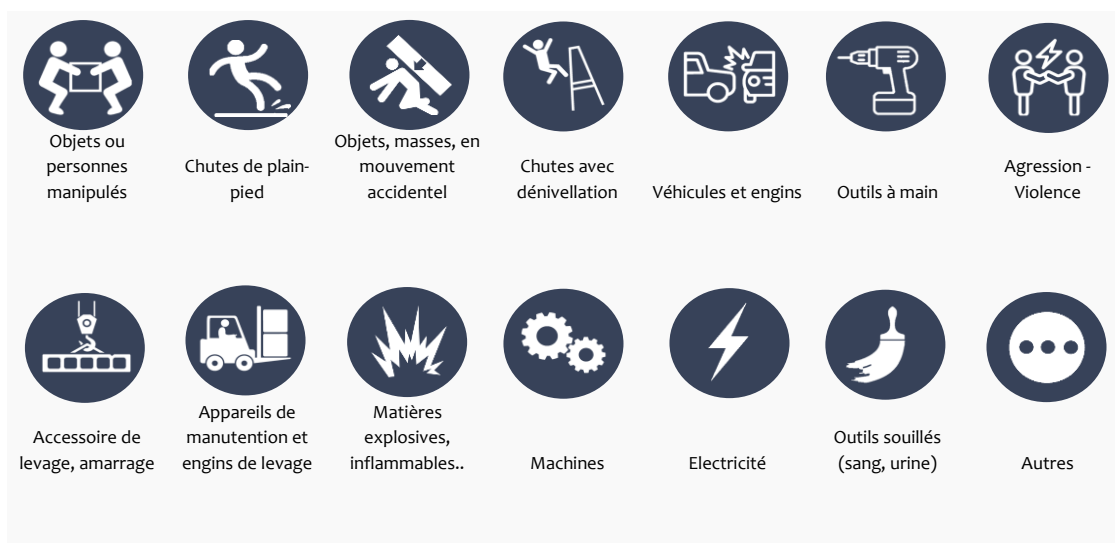 Objets ou
personnes
manipulés
Chutes de plain-
pied
Objets, masses, en
mouvement
accidentel
Chutes avec
dénivellation
Véhicules et engins
Outils à main
Agression -
Violence
Accessoire de
levage, amarrage
Appareils de
manutention et
engins de levage
Matières
explosives,
inflammables..
Machines
Electricité
Outils souillés
(sang, urine)
Autres